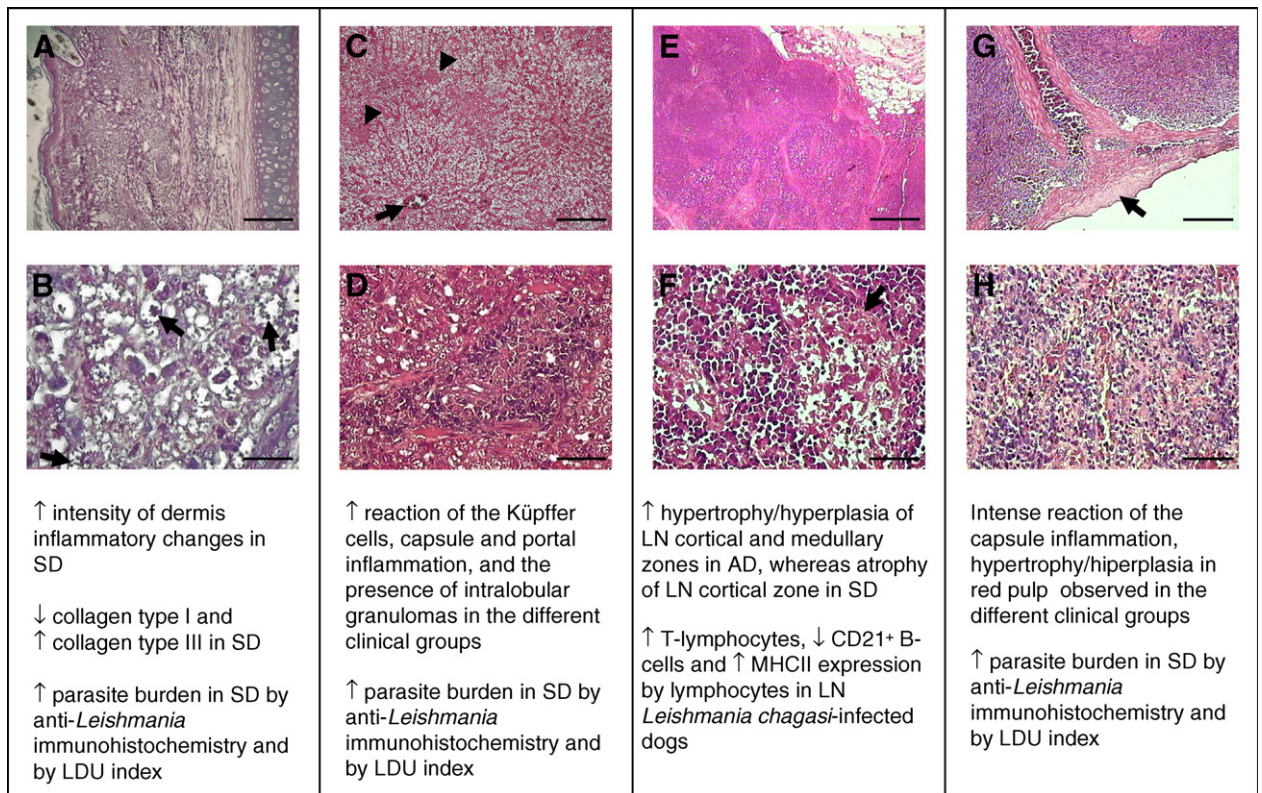 A
C
E
G
B
D
F
H
↑ intensity of dermis
inflammatory changes in
SD
↓ collagen type I and
↑ collagen type III in SD
↑ parasite burden in SD by
anti-Leishmania
immunohistochemistry and
by LDU index
↑ reaction of the Küpffer
cells, capsule and portal
inflammation, and the
presence of intralobular
granulomas in the different
clinical groups
↑ parasite burden in SD by
anti-Leishmania
immunohistochemistry and
by LDU index
↑ hypertrophy/hyperplasia of
LN cortical and medullary
zones in AD, whereas atrophy
of LN cortical zone in SD
↑ T-lymphocytes, ↓ CD21+ B-
cells and ↑ MHCII expression
by lymphocytes in LN
Leishmania chagasi-infected
dogs
Intense reaction of the
capsule inflammation,
hypertrophy/hiperplasia in
red pulp observed in the
different clinical groups
↑ parasite burden in SD by
anti-Leishmania
immunohistochemistry and
by LDU index